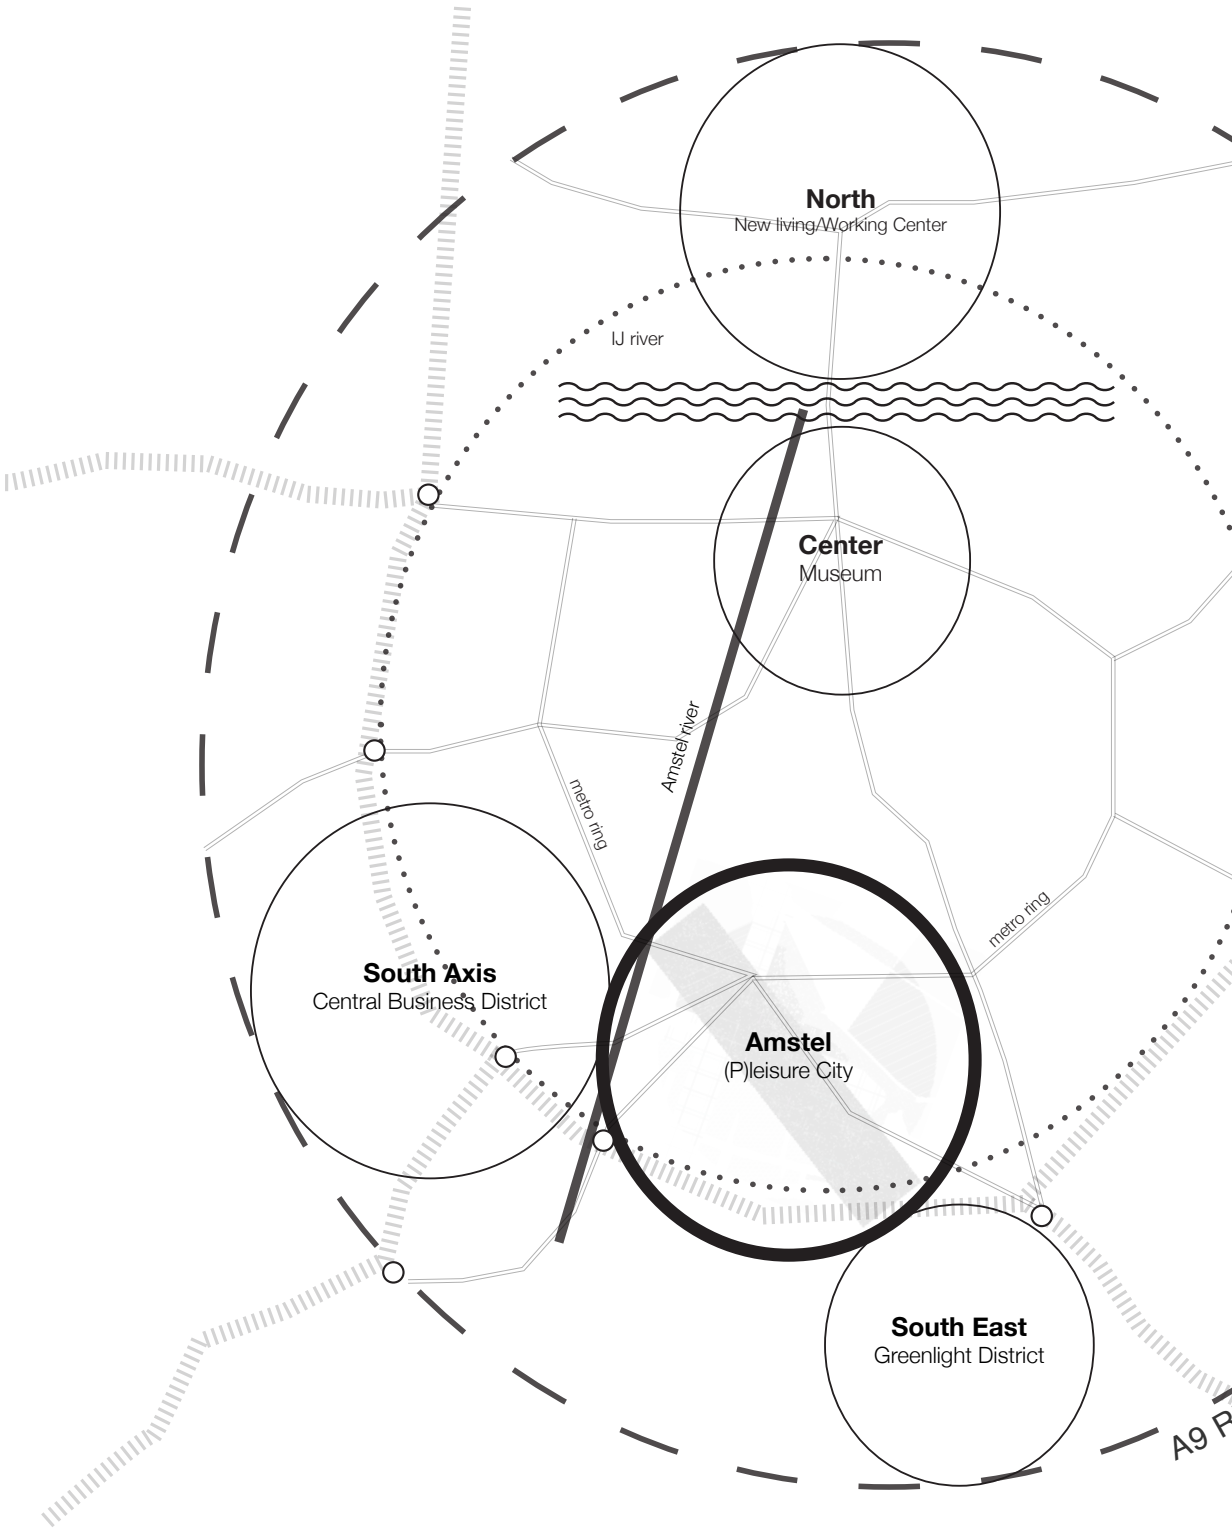 North
New living/Working Center
IJ river
Center
Museum
Amstel river
metro ring
metro ring
South Axis
Central Business District
Amstel
(P)leisure City
South East
Greenlight District
A9 R